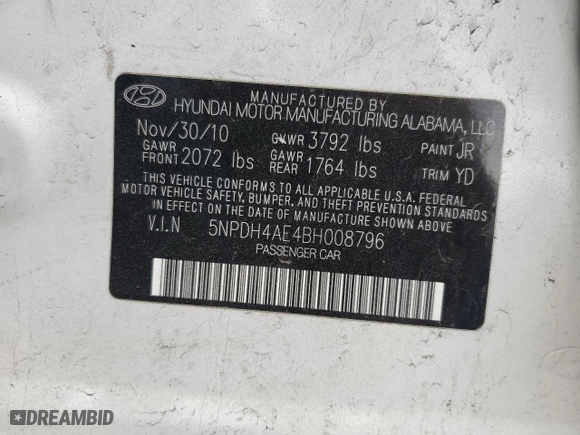 MANUFACTURED BY
HYUNDAI MOTOR MANUFACTURING ALABAMA, LLC
Nov/30/10 GVWR 3792 lbs PAINT JR
GAWR FRONT 2072 lbs GAWR REAR 1764 lbs TRIM YD
THIS VEHICLE CONFORMS TO ALL APPLICABLE U.S.A. FEDERAL
MOTOR VEHICLE SAFETY, BUMPER, AND THEFT PREVENTION STANDARDS
IN EFFECT ON THE DATE OF MANUFACTURE SHOWN ABOVE.
V.I.N 5NPDH4AE4BH008796
PASSENGER CAR
DREAMBID